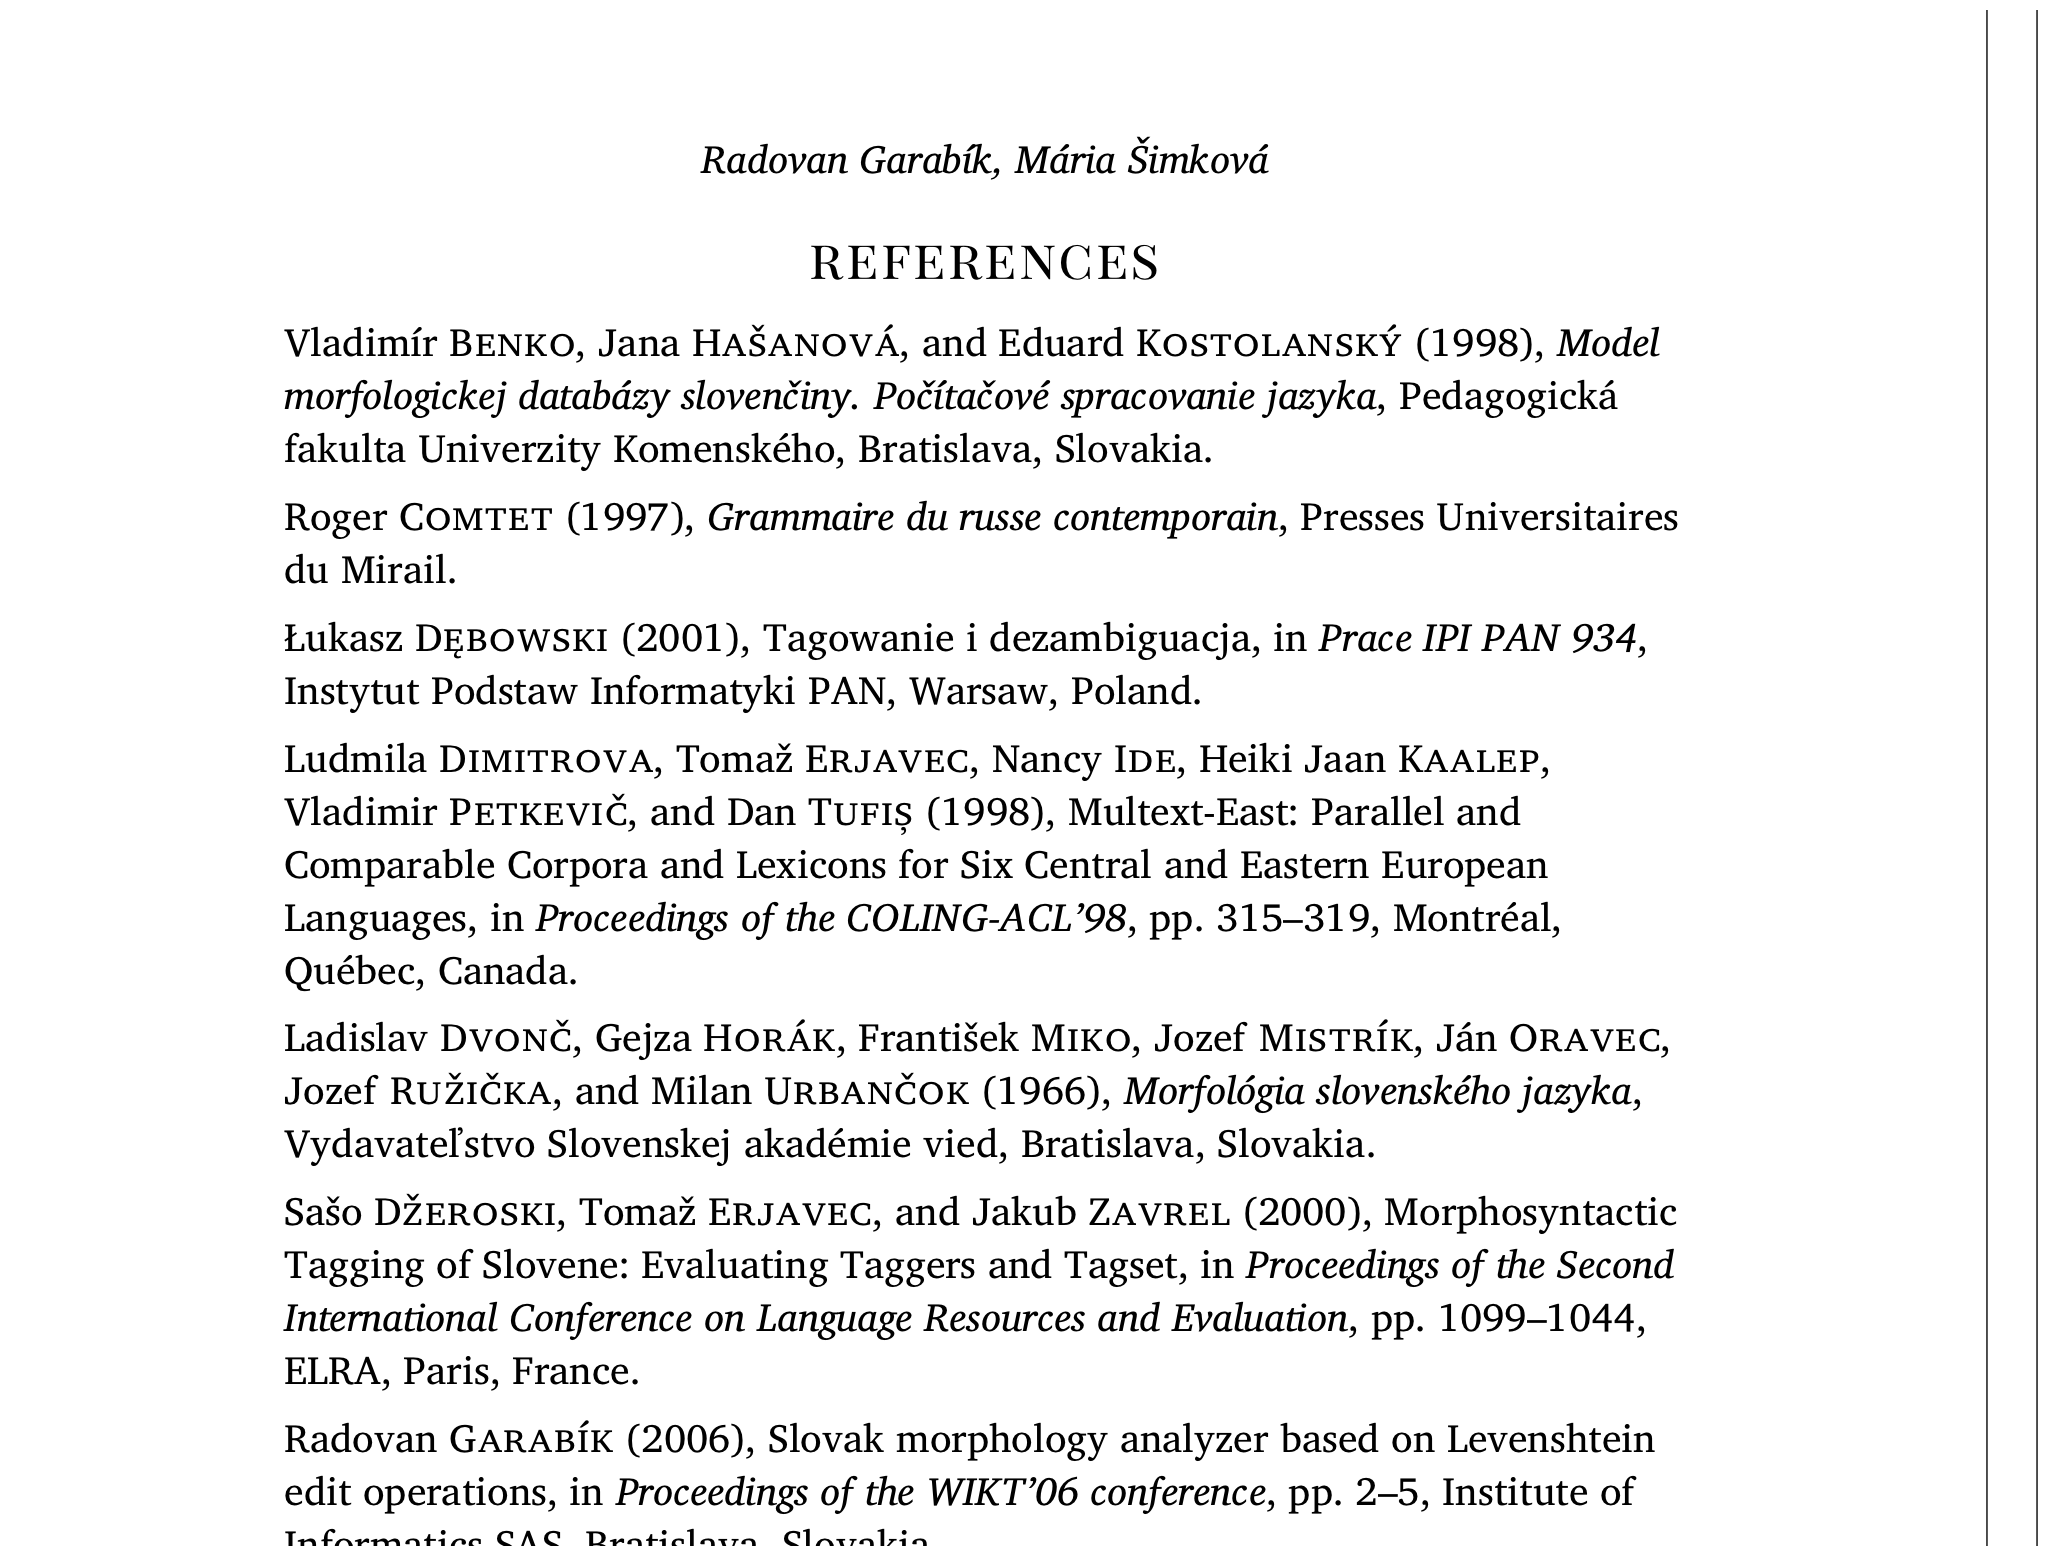 Radovan Garabík, Mária Šimková
REFERENCES
Vladimír BENKO, Jana HAŠANOVÁ, and Eduard KOSTOLANSKÝ (1998), Model
morfologickej databázy slovenčiny. Počítačové spracovanie jazyka, Pedagogická
fakulta Univerzity Komenského, Bratislava, Slovakia.
Roger COMTET (1997), Grammaire du russe contemporain, Presses Universitaires
du Mirail.
Łukasz DĘBOWSKI (2001), Tagowanie i dezambiguacja, in Prace IPI PAN 934,
Instytut Podstaw Informatyki PAN, Warsaw, Poland.
Ludmila DIMITROVA, Tomaž ERJAVEC, Nancy IDE, Heiki Jaan KAALEP,
Vladimir PETKEVIČ, and Dan TUFIȘ (1998), Multext-East: Parallel and
Comparable Corpora and Lexicons for Six Central and Eastern European
Languages, in Proceedings of the COLING-ACL’98, pp. 315–319, Montréal,
Québec, Canada.
Ladislav DVONČ, Gejza HORÁK, František MIKO, Jozef MISTRÍK, Ján ORAVEC,
Jozef RUŽIČKA, and Milan URBANČOK (1966), Morfológia slovenského jazyka,
Vydavateľstvo Slovenskej akadémie vied, Bratislava, Slovakia.
Sašo DŽEROSKI, Tomaž ERJAVEC, and Jakub ZAVREL (2000), Morphosyntactic
Tagging of Slovene: Evaluating Taggers and Tagset, in Proceedings of the Second
International Conference on Language Resources and Evaluation, pp. 1099–1044,
ELRA, Paris, France.
Radovan GARABÍK (2006), Slovak morphology analyzer based on Levenshtein
edit operations, in Proceedings of the WIKT’06 conference, pp. 2–5, Institute of
Informatics SAS, Bratislava, Slovakia.